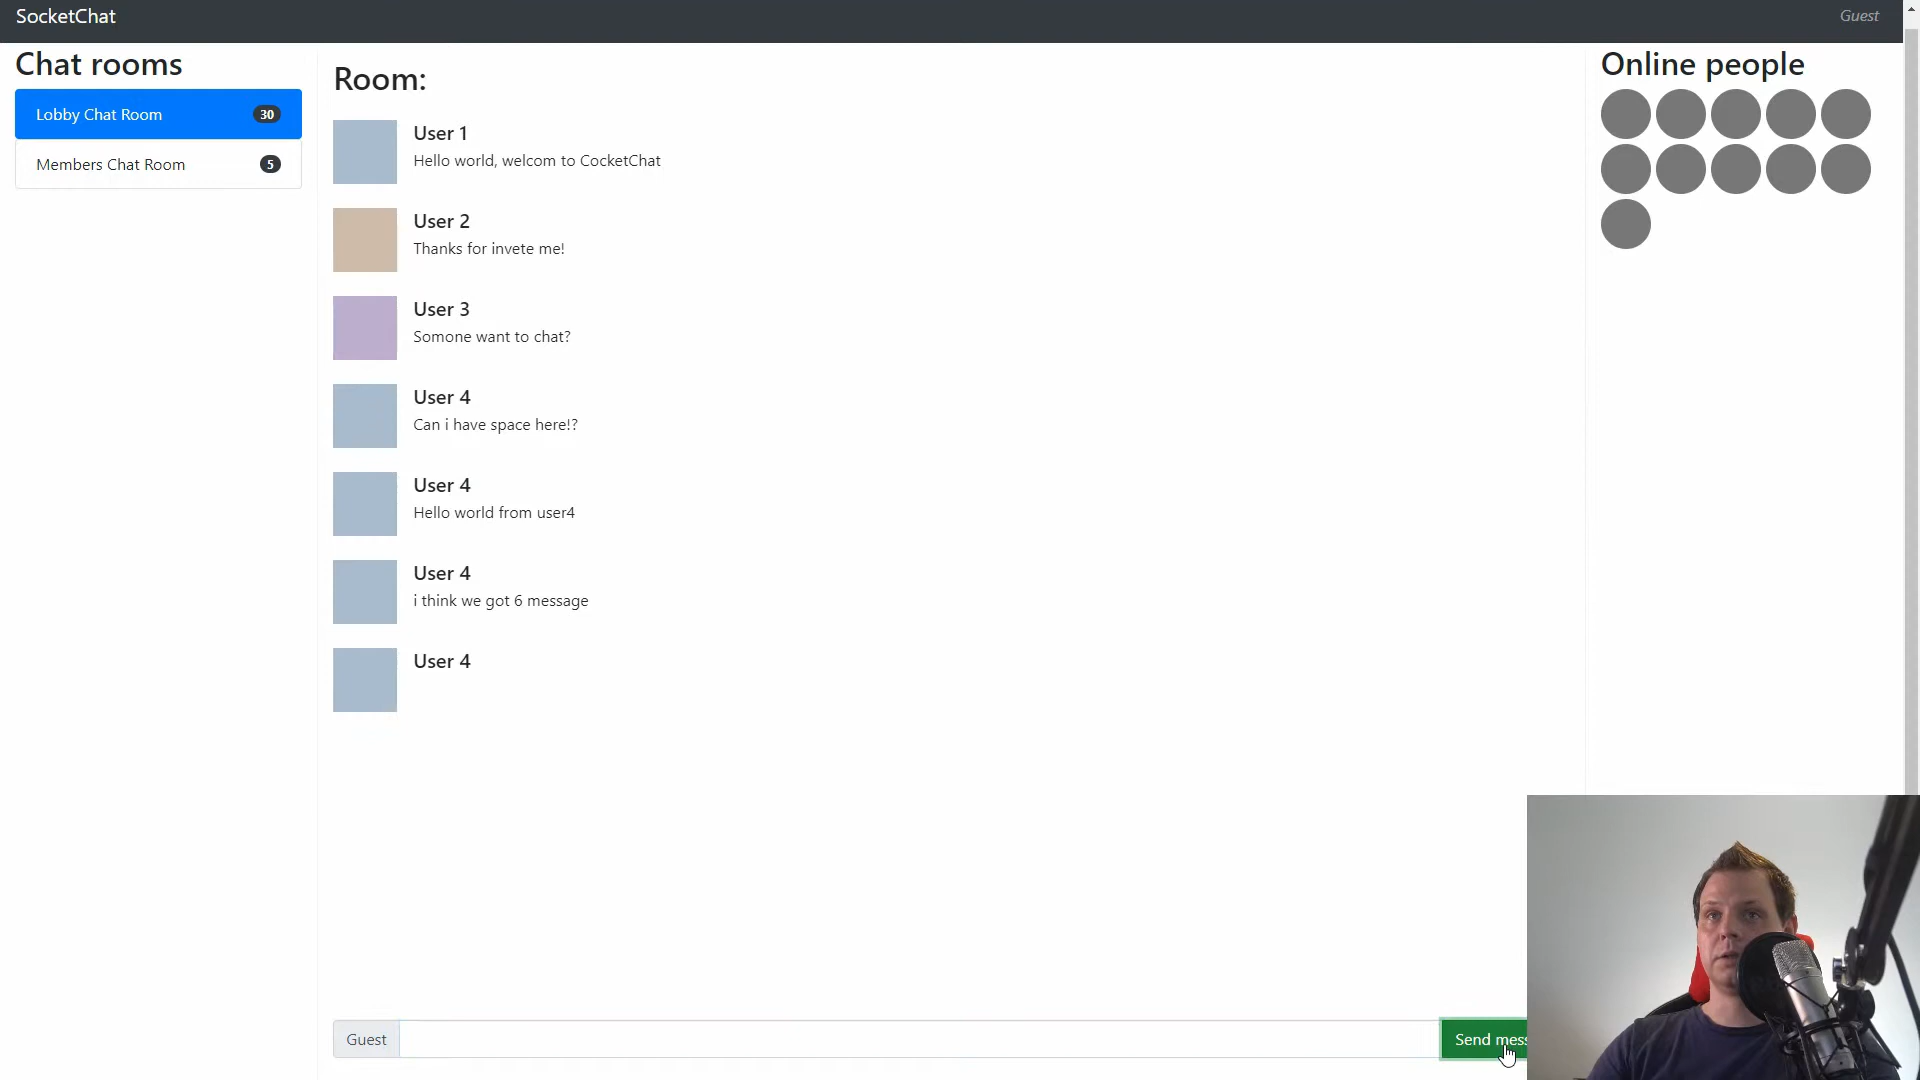 SocketChat
Guest
Chat rooms
Lobby Chat Room 30
Members Chat Room 5
Room:
User 1
Hello world, welcom to CocketChat
User 2
Thanks for invete me!
User 3
Somone want to chat?
User 4
Can i have space here!?
User 4
Hello world from user4
User 4
i think we got 6 message
User 4
Guest
Send mess
Online people